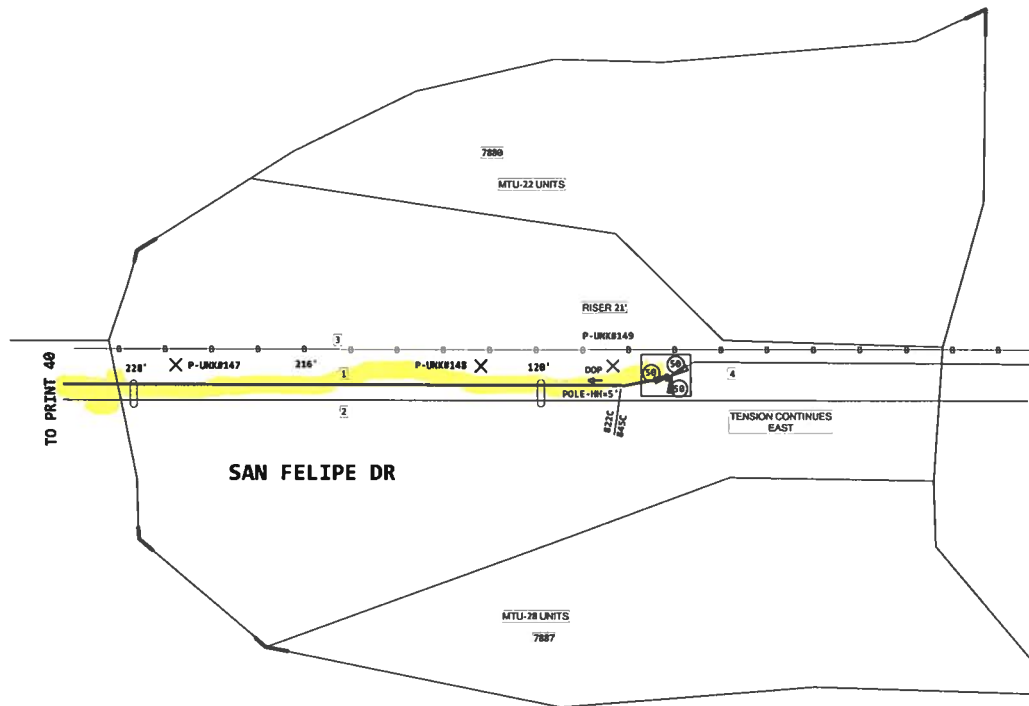 7880
MTU-22 UNITS
RISER 21'
P-UNK#149
3
228'
P-UNK#147
216'
1
P-UNK#148
120'
DOP
50
50
50
4
POLE-HH=5'
2
822C
845C
TENSION CONTINUES
EAST
TO PRINT 40
SAN FELIPE DR
MTU-28 UNITS
7887